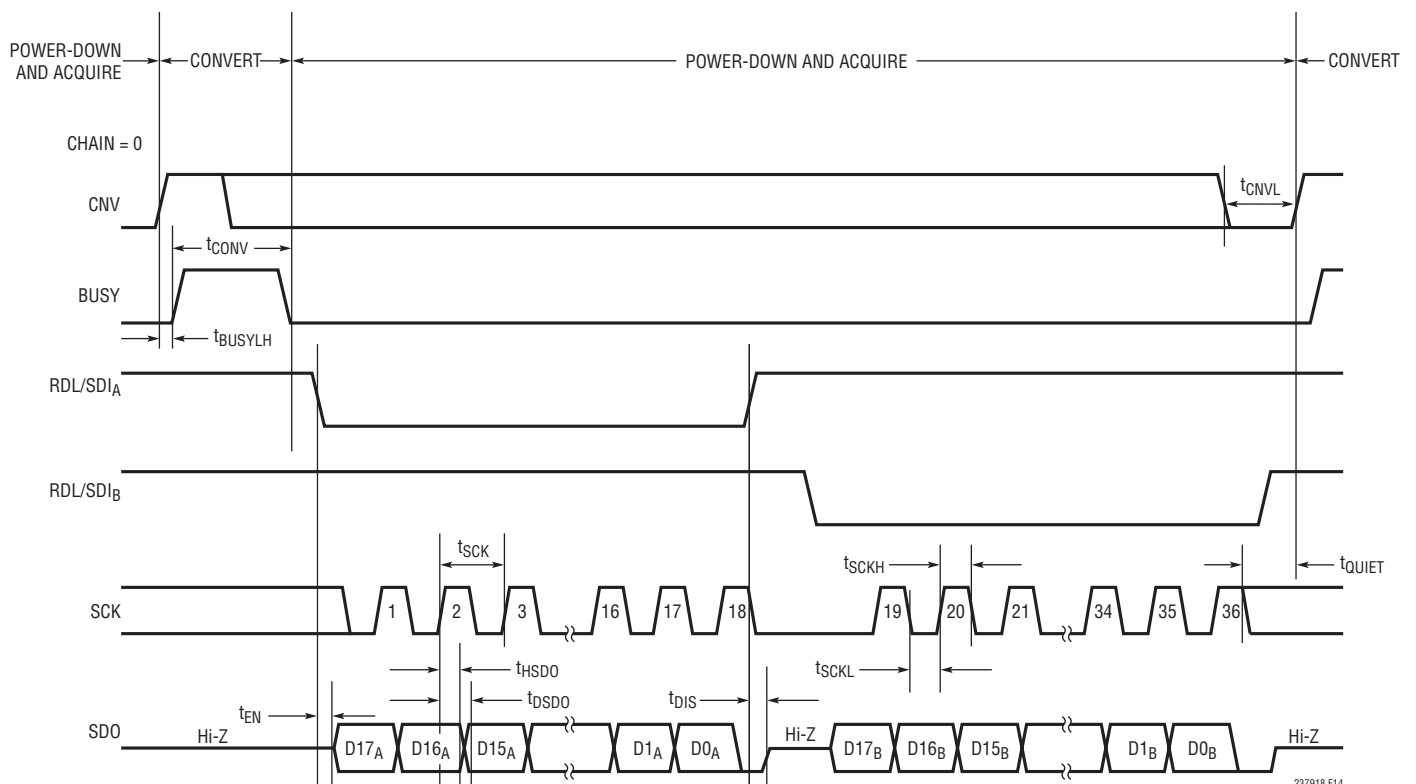 POWER-DOWN
AND ACQUIRE
CONVERT
POWER-DOWN AND ACQUIRE
CONVERT
CHAIN = 0
CNV
tCNVL
tCONV
BUSY
tBUSYLH
RDL/SDIA
RDL/SDIB
tSCK
tSCKH
tQUIET
SCK
1 2 3 16 17 18 19 20 21 34 35 36
tHSDO
tSCKL
tDSDO
tDIS
tEN
SDO
Hi-Z D17A D16A D15A D1A D0A Hi-Z D17B D16B D15B D1B D0B Hi-Z
237918 F14